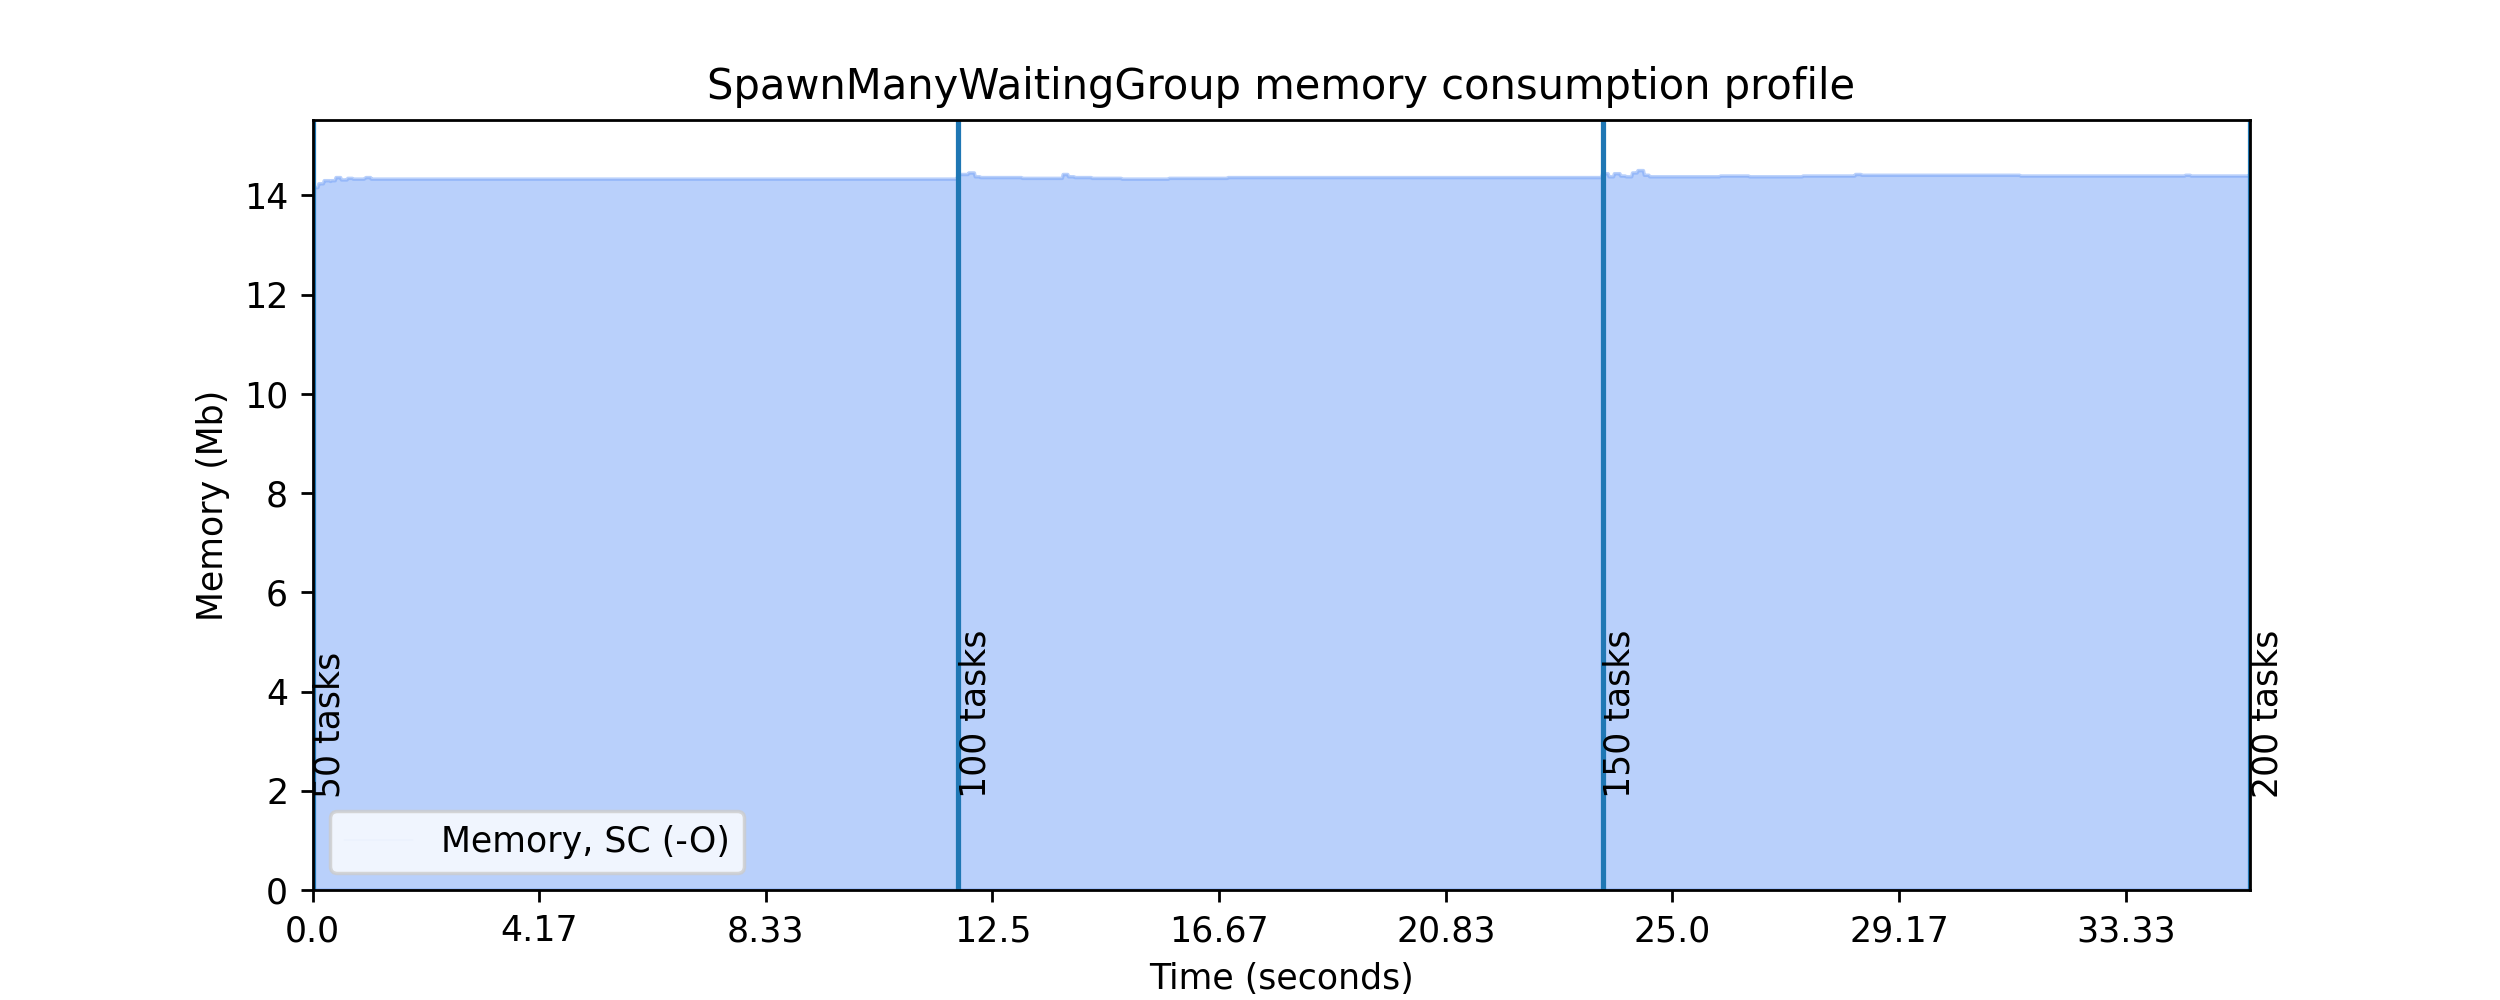 SpawnManyWaitingGroup memory consumption profile
Memory (Mb)
14
12
10
8
6
4
2
0
50 tasks
100 tasks
150 tasks
200 tasks
Memory, SC (-O)
0.0 4.17 8.33 12.5 16.67 20.83 25.0 29.17 33.33
Time (seconds)